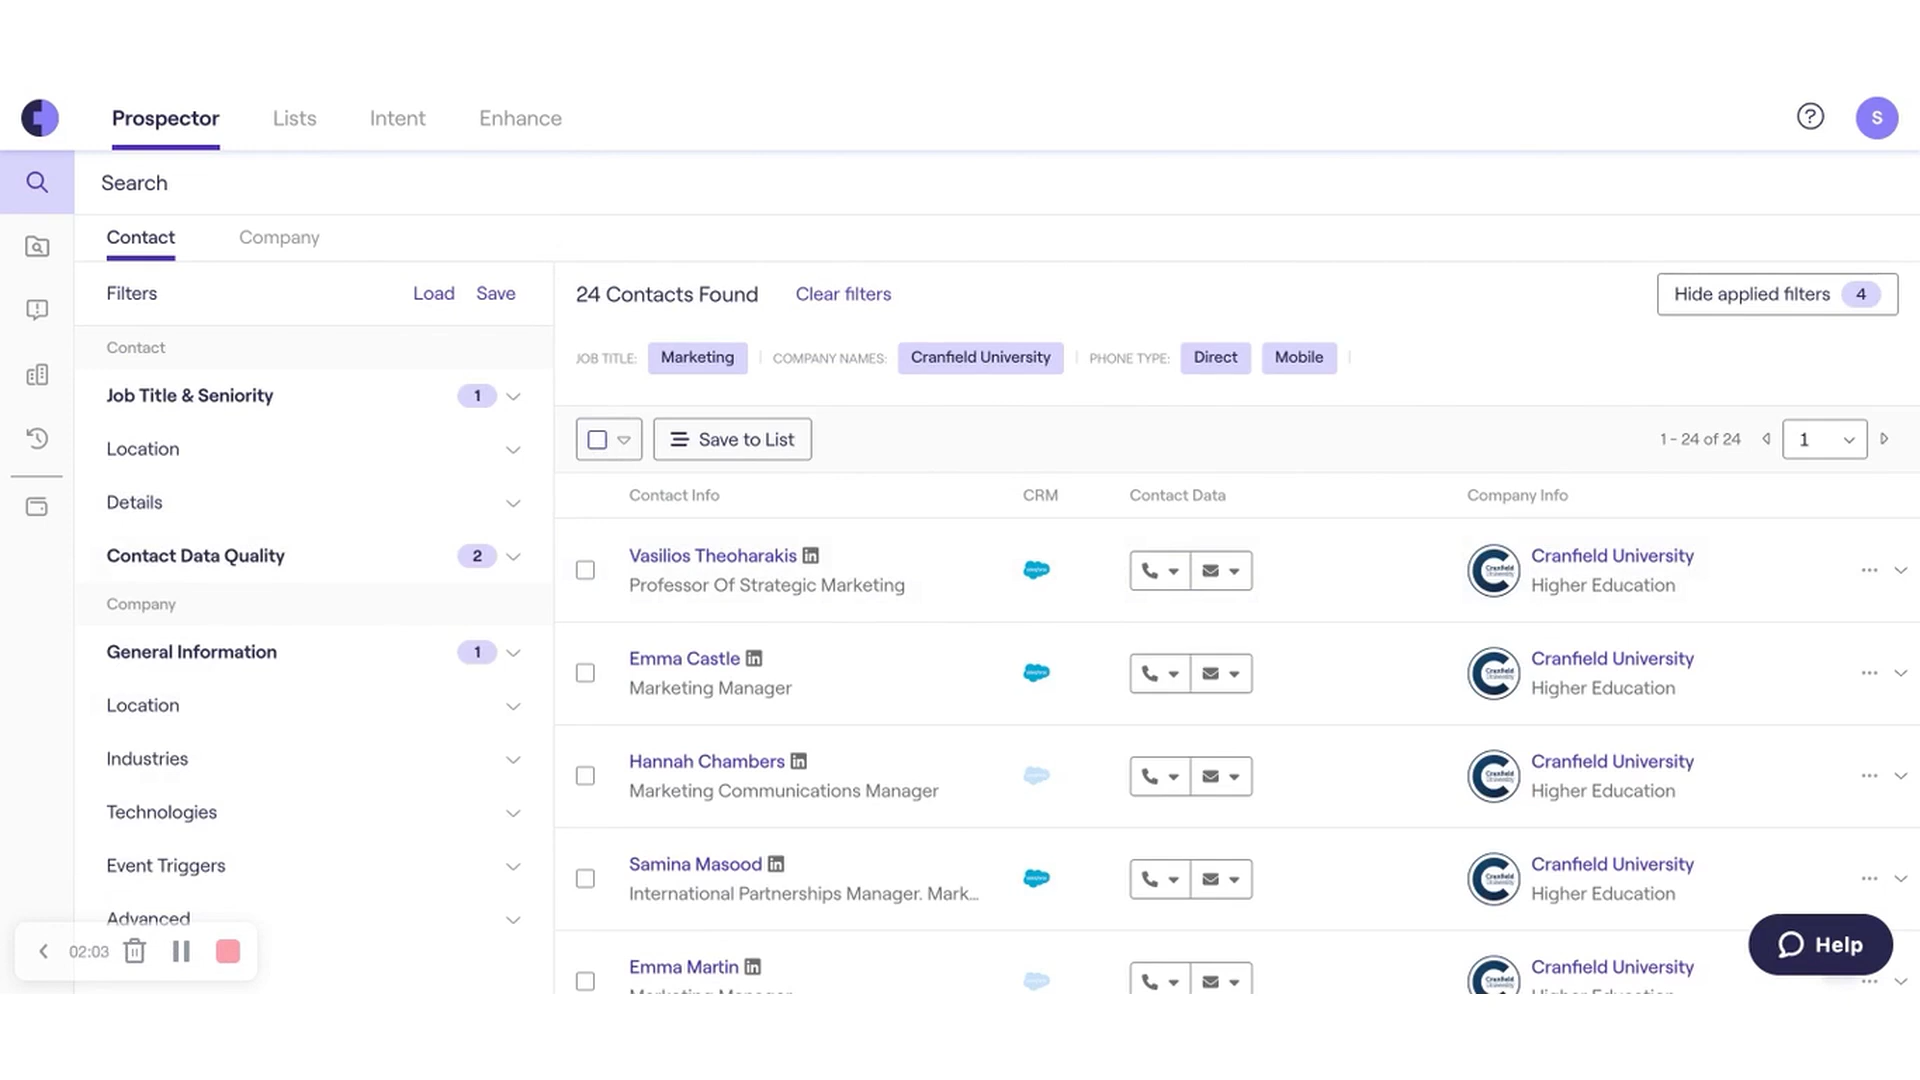 Prospector Lists Intent Enhance
S
Search
Contact Company
Filters Load Save
Contact
Job Title & Seniority 1
Location
Details
Contact Data Quality 2
Company
General Information 1
Location
Industries
Technologies
Event Triggers
Advanced
02:03
24 Contacts Found Clear filters Hide applied filters 4
JOB TITLE: Marketing COMPANY NAMES: Cranfield University PHONE TYPE: Direct Mobile
Save to List 1 - 24 of 24 1
Contact Info CRM Contact Data Company Info
Vasilios Theoharakis Cranfield University
Professor Of Strategic Marketing Higher Education
Emma Castle Cranfield University
Marketing Manager Higher Education
Hannah Chambers Cranfield University
Marketing Communications Manager Higher Education
Samina Masood Cranfield University
International Partnerships Manager. Mark... Higher Education
Emma Martin Cranfield University
Marketing Manager Higher Education
Help